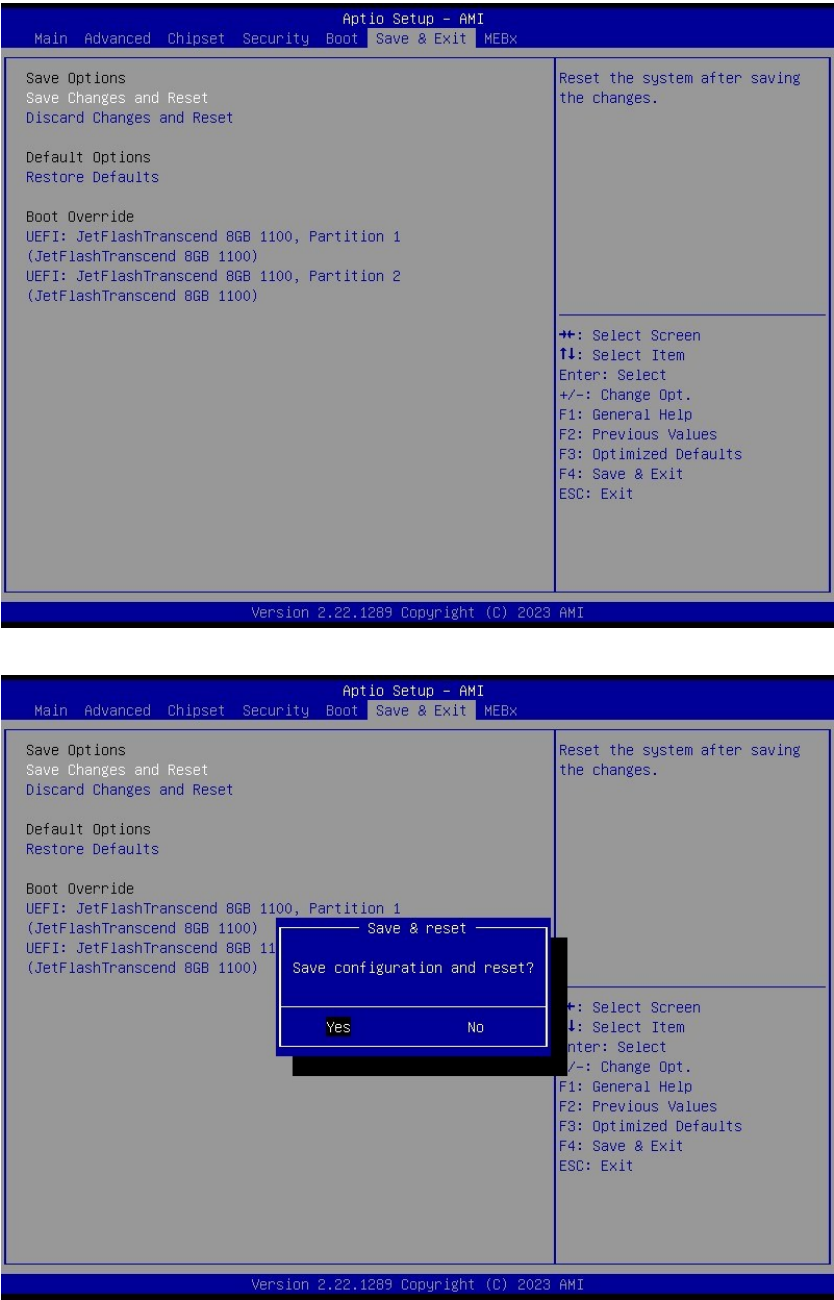 Aptio Setup – AMI
Main Advanced Chipset Security Boot Save & Exit MEBx
Save Options
Save Changes and Reset
Discard Changes and Reset
Default Options
Restore Defaults
Boot Override
UEFI: JetFlashTranscend 8GB 1100, Partition 1
(JetFlashTranscend 8GB 1100)
UEFI: JetFlashTranscend 8GB 1100, Partition 2
(JetFlashTranscend 8GB 1100)
Reset the system after saving
the changes.
→←: Select Screen
↑↓: Select Item
Enter: Select
+/-: Change Opt.
F1: General Help
F2: Previous Values
F3: Optimized Defaults
F4: Save & Exit
ESC: Exit
Version 2.22.1289 Copyright (C) 2023 AMI
Aptio Setup – AMI
Main Advanced Chipset Security Boot Save & Exit MEBx
Save Options
Save Changes and Reset
Discard Changes and Reset
Default Options
Restore Defaults
Boot Override
UEFI: JetFlashTranscend 8GB 1100, Partition 1
(JetFlashTranscend 8GB 1100)
UEFI: JetFlashTranscend 8GB 11
(JetFlashTranscend 8GB 1100)
Save & reset
Save configuration and reset?
Yes No
Reset the system after saving
the changes.
←: Select Screen
↓: Select Item
nter: Select
/-: Change Opt.
F1: General Help
F2: Previous Values
F3: Optimized Defaults
F4: Save & Exit
ESC: Exit
Version 2.22.1289 Copyright (C) 2023 AMI